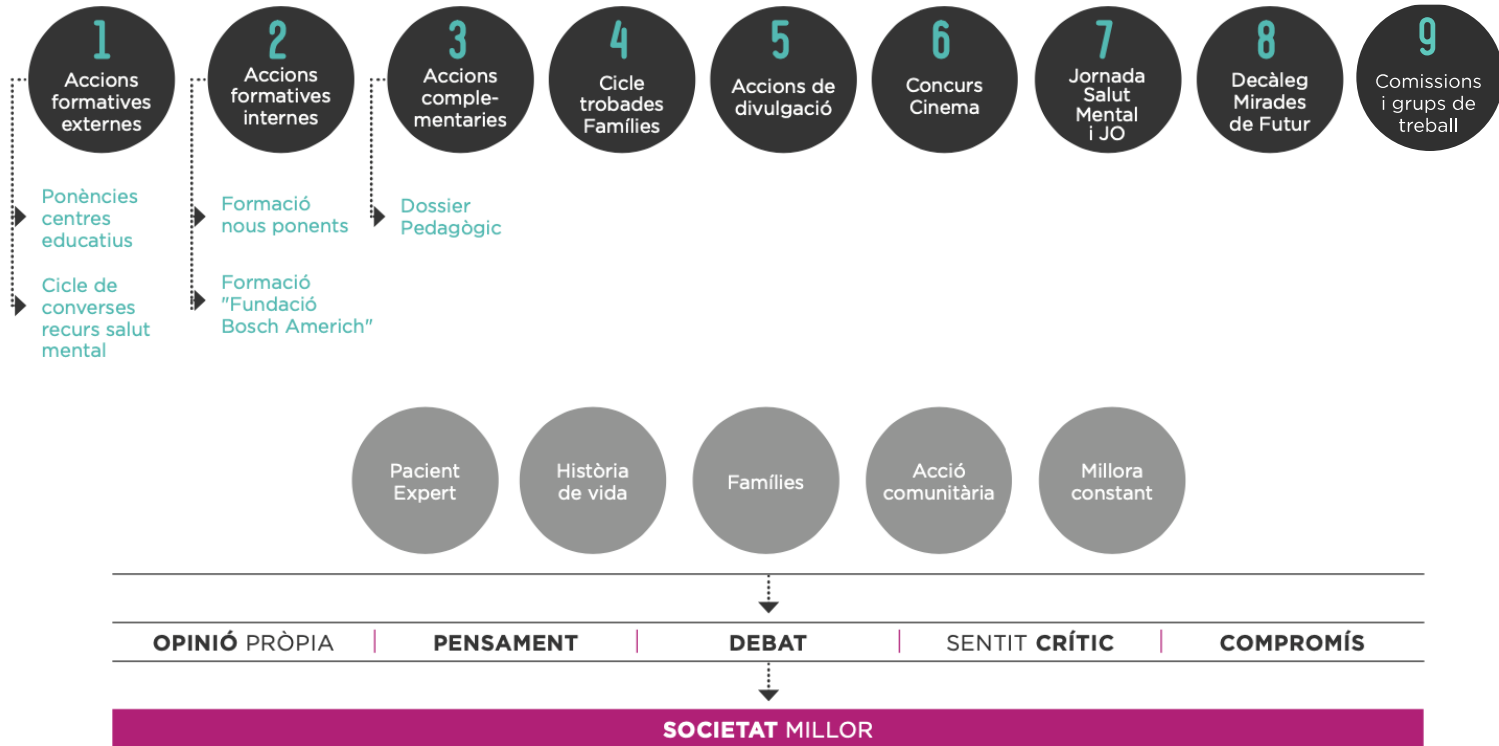 1
Accions
formatives
externes
2
Accions
formatives
internes
3
Accions
comple-
mentaries
4
Cicle
trobades
Famílies
5
Accions de
divulgació
6
Concurs
Cinema
7
Jornada
Salut
Mental
i JO
8
Decàleg
Mirades
de Futur
9
Comissions
i grups de
treball
Ponències
centres
educatius
Cicle de
converses
recurs salut
mental
Formació
nous ponents
Formació
"Fundació
Bosch Americh"
Dossier
Pedagògic
Pacient
Expert
Història
de vida
Famílies
Acció
comunitària
Millora
constant
OPINIÓ PRÒPIA
PENSAMENT
DEBAT
SENTIT CRÍTIC
COMPROMÍS
SOCIETAT MILLOR